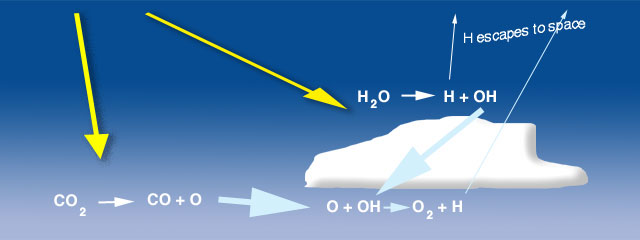 H escapes to space
H₂O → H + OH
CO₂ → CO + O
O + OH → O₂ + H